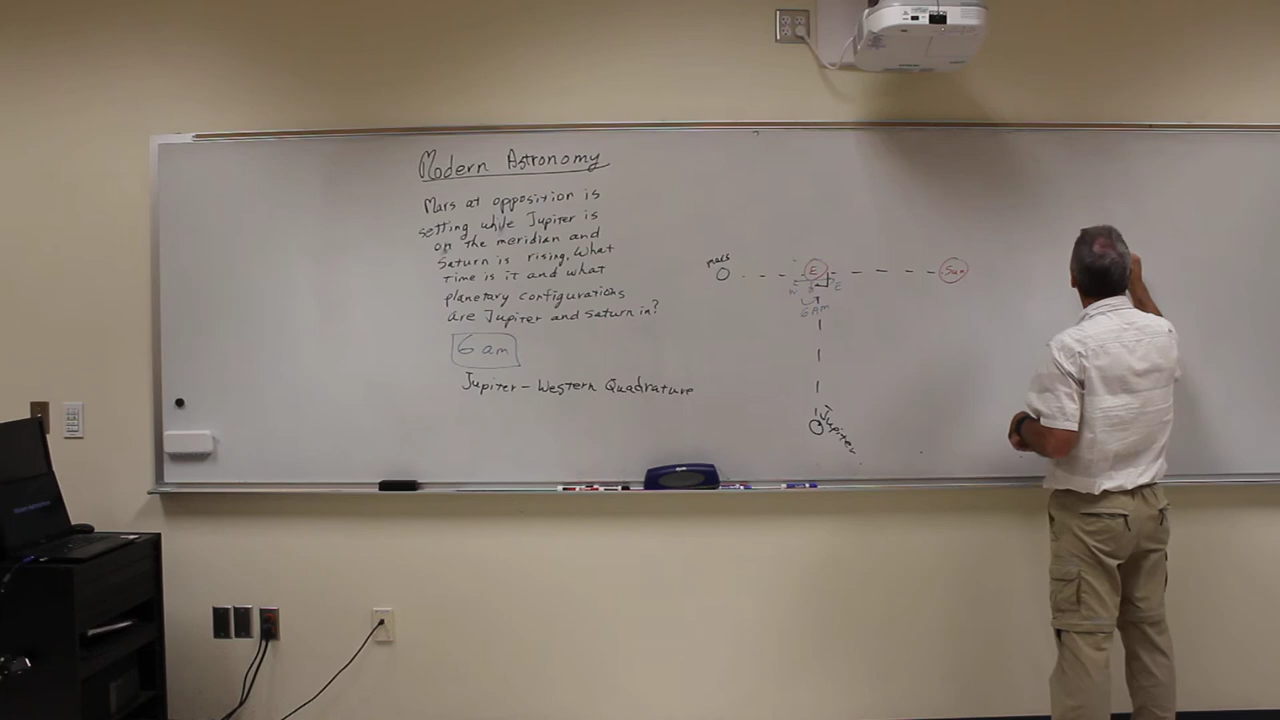 Modern Astronomy
Mars at opposition is
setting while Jupiter is
on the meridian and
Saturn is rising. What
Time is it and what
planetary configurations
are Jupiter and Saturn in?
6 am
Jupiter - Western Quadrature
Mars
E
Sun
W
E
6AM
Jupiter